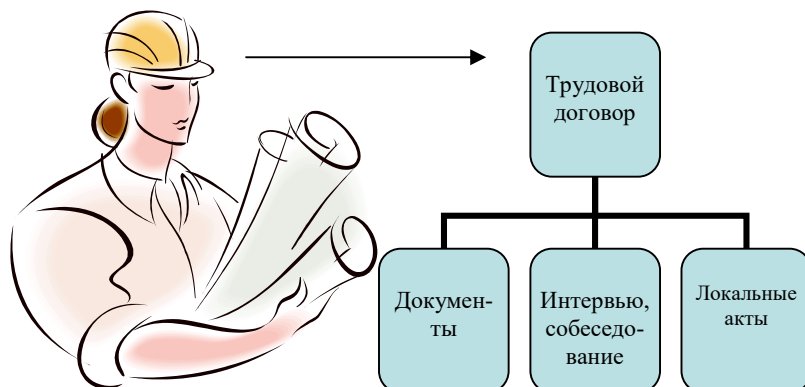 Трудовой
договор
Докумен-
ты
Интервью,
собеседо-
вание
Локальные
акты